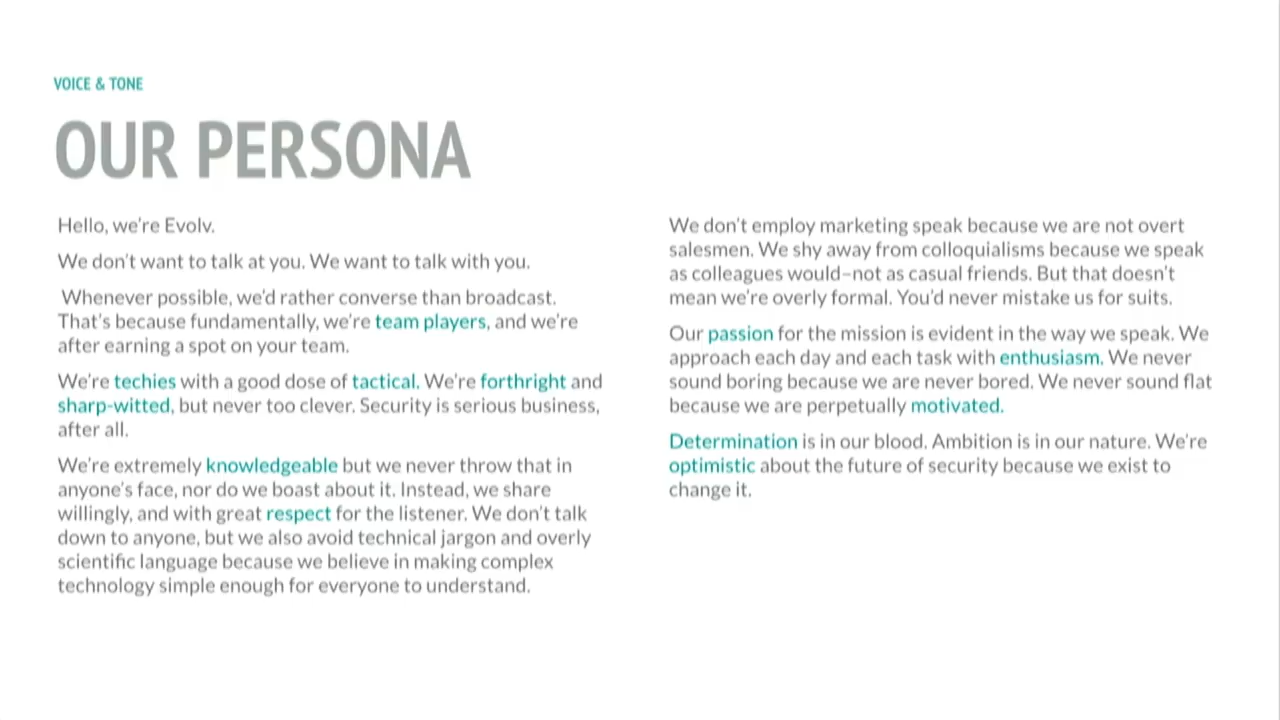 VOICE & TONE
OUR PERSONA
Hello, we're Evolv.
We don't want to talk at you. We want to talk with you.
Whenever possible, we'd rather converse than broadcast.
That's because fundamentally, we're team players, and we're
after earning a spot on your team.
We're techies with a good dose of tactical. We're forthright and
sharp-witted, but never too clever. Security is serious business,
after all.
We're extremely knowledgeable but we never throw that in
anyone's face, nor do we boast about it. Instead, we share
willingly, and with great respect for the listener. We don't talk
down to anyone, but we also avoid technical jargon and overly
scientific language because we believe in making complex
technology simple enough for everyone to understand.
We don't employ marketing speak because we are not overt
salesmen. We shy away from colloquialisms because we speak
as colleagues would–not as casual friends. But that doesn't
mean we're overly formal. You'd never mistake us for suits.
Our passion for the mission is evident in the way we speak. We
approach each day and each task with enthusiasm. We never
sound boring because we are never bored. We never sound flat
because we are perpetually motivated.
Determination is in our blood. Ambition is in our nature. We're
optimistic about the future of security because we exist to
change it.